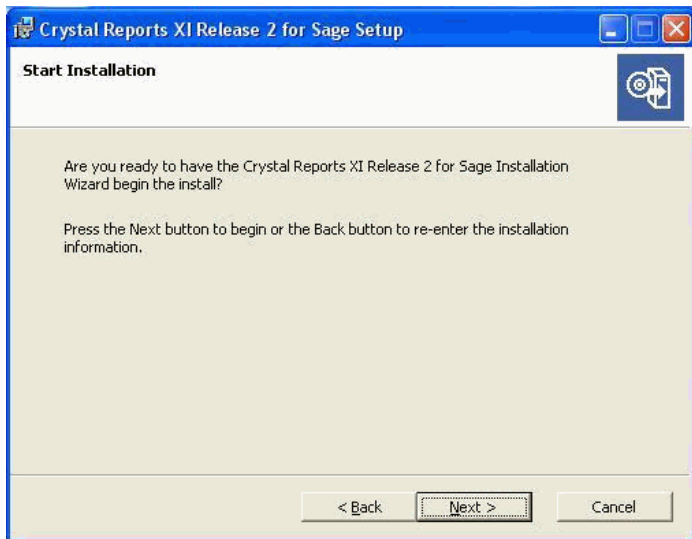 Crystal Reports XI Release 2 for Sage Setup
Start Installation
Are you ready to have the Crystal Reports XI Release 2 for Sage Installation
Wizard begin the install?
Press the Next button to begin or the Back button to re-enter the installation
information.
< Back Next > Cancel